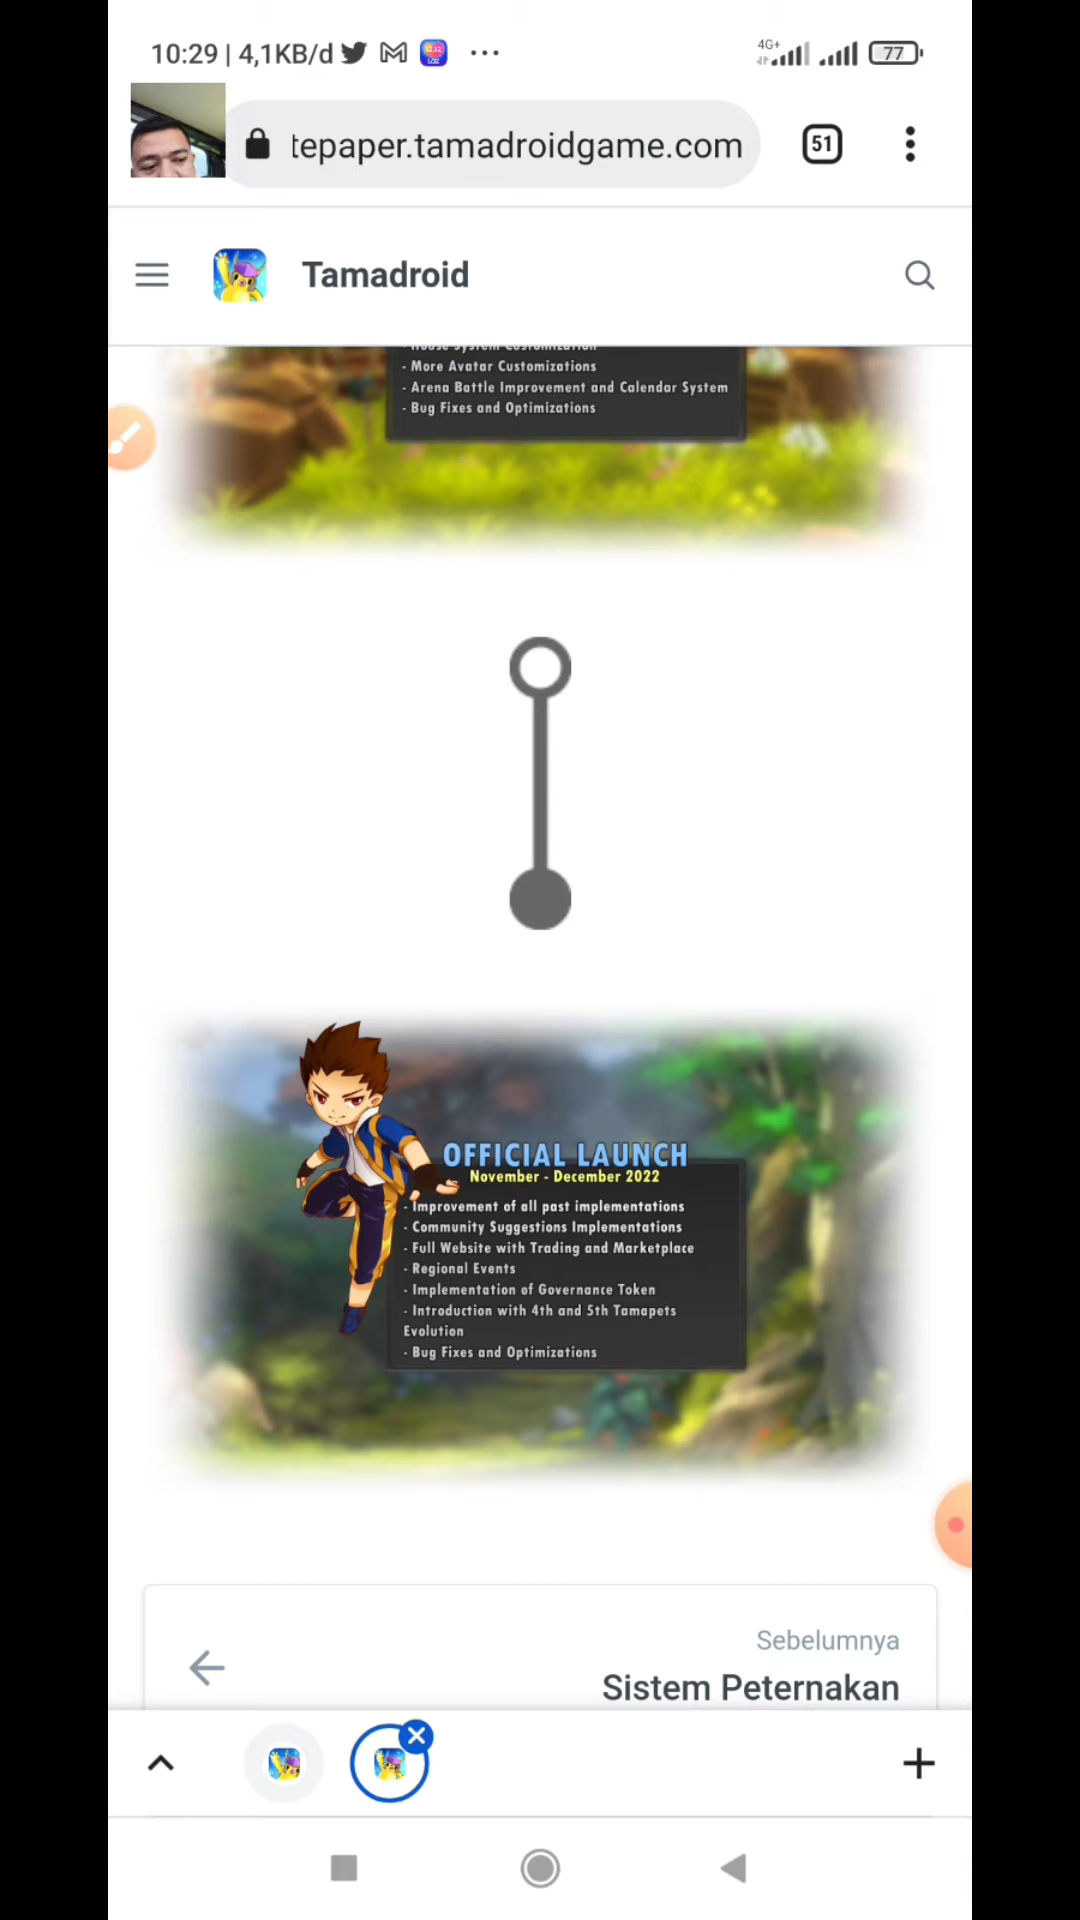 10:29 | 4,1KB/d
4G+
77
tepaper.tamadroidgame.com
51
Tamadroid
- House System Customization
- More Avatar Customizations
- Arena Battle Improvement and Calendar System
- Bug Fixes and Optimizations
OFFICIAL LAUNCH
November - December 2022
- Improvement of all past implementations
- Community Suggestions Implementations
- Full Website with Trading and Marketplace
- Regional Events
- Implementation of Governance Token
- Introduction with 4th and 5th Tamapets
Evolution
- Bug Fixes and Optimizations
Sebelumnya
Sistem Peternakan